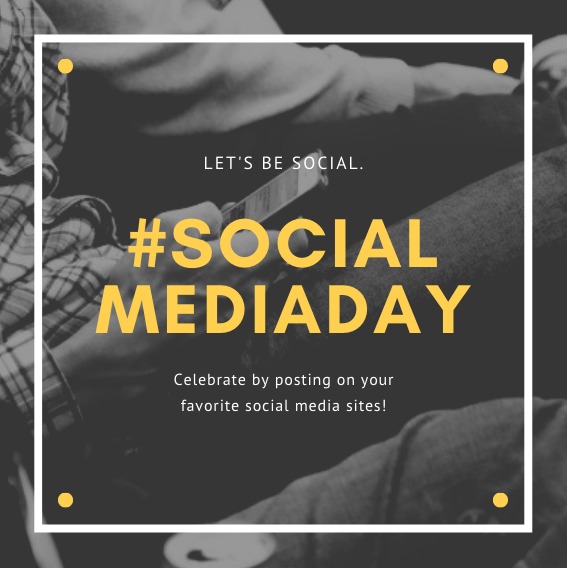 LET'S BE SOCIAL.
#SOCIAL
MEDIADAY
Celebrate by posting on your
favorite social media sites!